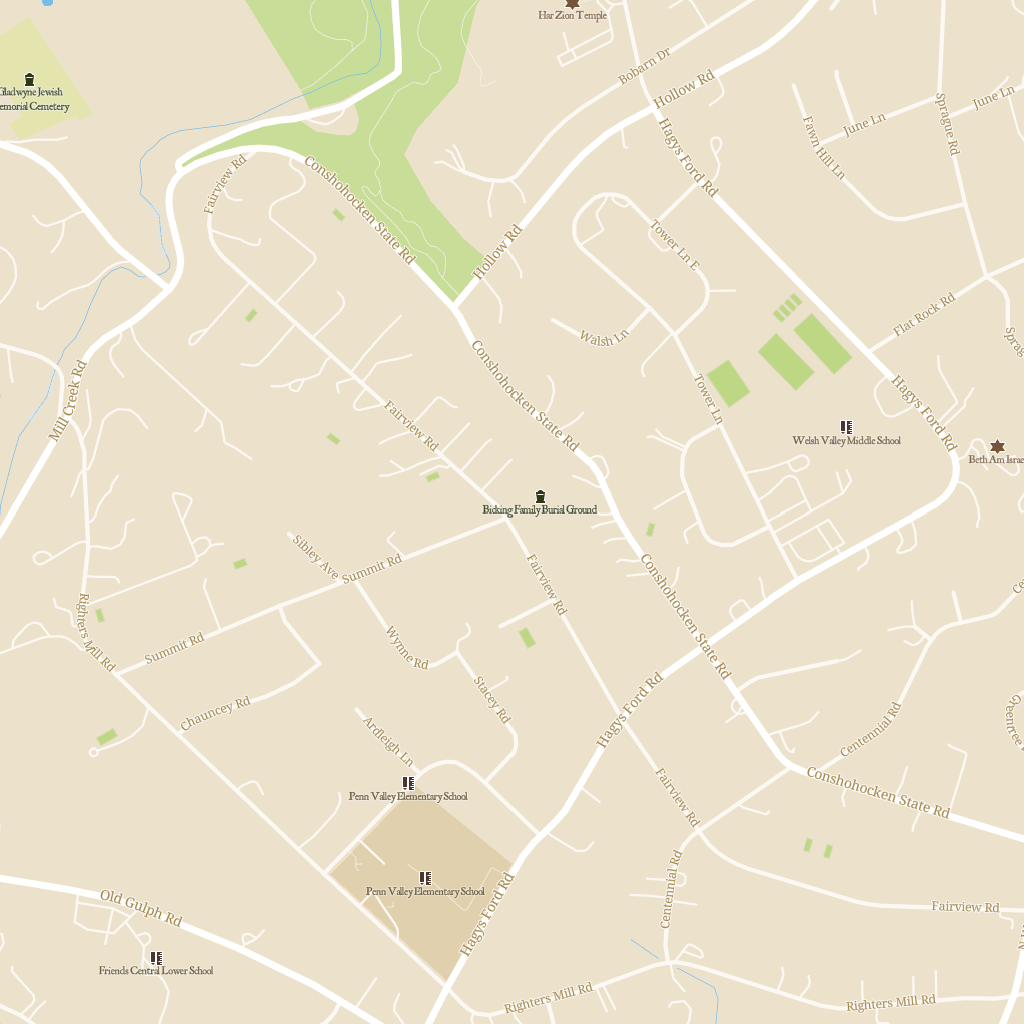 Har Zion Temple
Bobarn Dr
Hollow Rd
Gladwyne Jewish
Memorial Cemetery
June Ln
June Ln
Sprague Rd
Fawn Hill Ln
Hagys Ford Rd
Fairview Rd
Conshohocken State Rd
Hollow Rd
Tower Ln E
Walsh Ln
Flat Rock Rd
Mill Creek Rd
Conshohocken State Rd
Tower Ln
Fairview Rd
Hagys Ford Rd
Welsh Valley Middle School
Beth Am Israe
Bicking Family Burial Ground
Sibley Ave
Summit Rd
Fairview Rd
Conshohocken State Rd
Righters Mill Rd
Summit Rd
Wynne Rd
Stacey Rd
Chauncey Rd
Hagys Ford Rd
Ardleigh Ln
Centennial Rd
Greentree
Fairview Rd
Conshohocken State Rd
Penn Valley Elementary School
Penn Valley Elementary School
Centennial Rd
Fairview Rd
Old Gulph Rd
Hagys Ford Rd
Friends Central Lower School
Righters Mill Rd
Righters Mill Rd